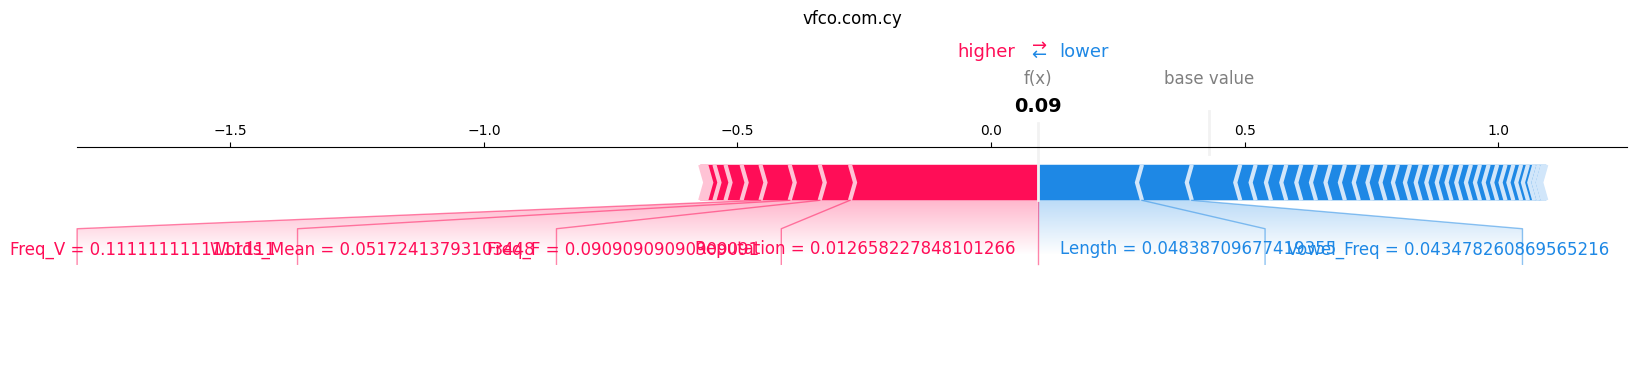 vfco.com.cy
higher → ← lower
f(x) base value
0.09
−1.5 −1.0 −0.5 0.0 0.5 1.0
Freq_V = 0.1111111111111111 Words_Mean = 0.05172413793103448 Freq_F = 0.09090909090909091 Reputation = 0.012658227848101266 Length = 0.04838709677419355 Vowel_Freq = 0.043478260869565216